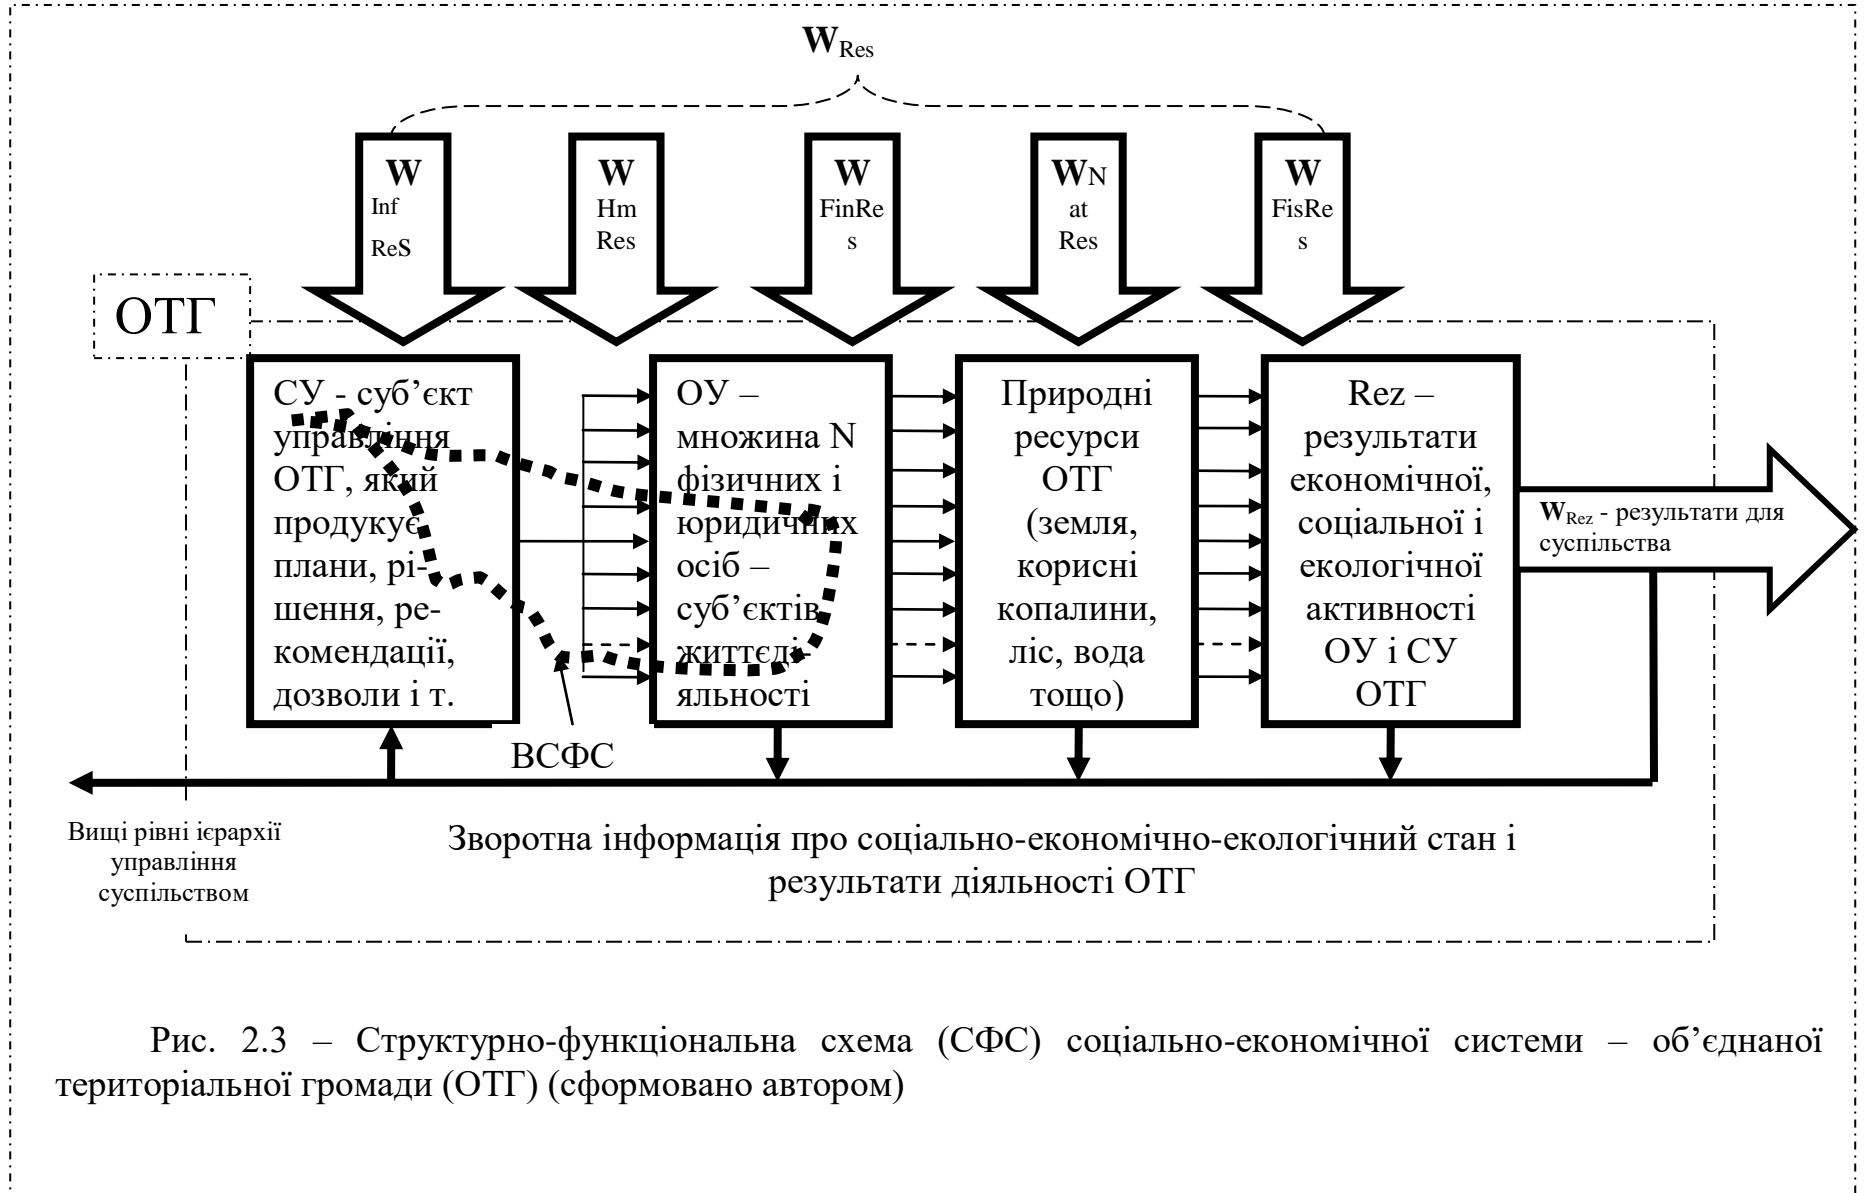 W_Res
W
Inf
ReS
W
Hm
Res
W
FinRe
s
WN
at
Res
W
FisRe
s
ОТГ
СУ - суб’єкт
управління
ОТГ, який
продукує
плани, рі-
шення, ре-
комендації,
дозволи і т.
ОУ –
множина N
фізичних і
юридичних
осіб –
суб’єктів
життєді-
яльності
Природні
ресурси
ОТГ
(земля,
корисні
копалини,
ліс, вода
тощо)
Rez –
результати
економічної,
соціальної і
екологічної
активності
ОУ і СУ
ОТГ
W_Rez - результати для
суспільства
ВСФС
Вищі рівні ієрархії
управління
суспільством
Зворотна інформація про соціально-економічно-екологічний стан і
результати діяльності ОТГ
Рис. 2.3 – Структурно-функціональна схема (СФС) соціально-економічної системи – об’єднаної
територіальної громади (ОТГ) (сформовано автором)